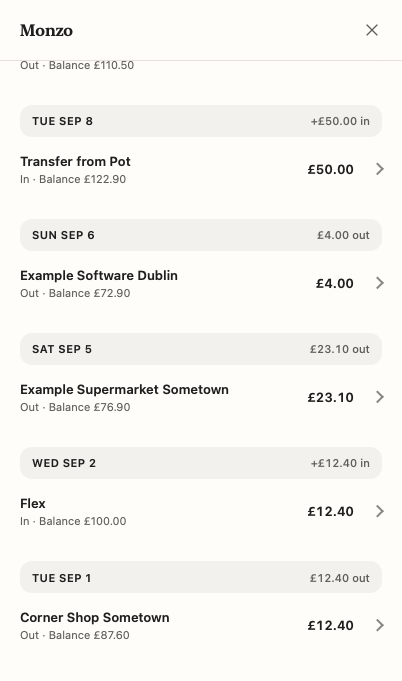 Monzo
Out · Balance £110.50
TUE SEP 8 +£50.00 in
Transfer from Pot
£50.00
In · Balance £122.90
SUN SEP 6 £4.00 out
Example Software Dublin
£4.00
Out · Balance £72.90
SAT SEP 5 £23.10 out
Example Supermarket Sometown
£23.10
Out · Balance £76.90
WED SEP 2 +£12.40 in
Flex
£12.40
In · Balance £100.00
TUE SEP 1 £12.40 out
Corner Shop Sometown
£12.40
Out · Balance £87.60